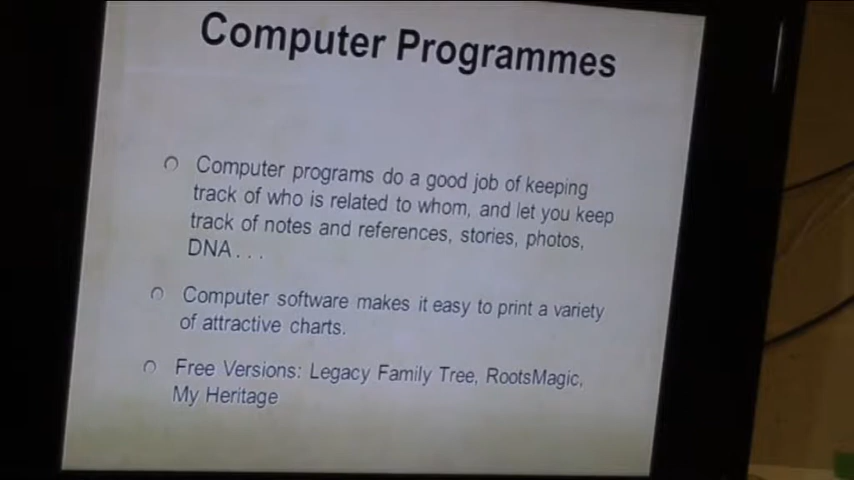 Computer Programmes
Computer programs do a good job of keeping
track of who is related to whom, and let you keep
track of notes and references, stories, photos,
DNA . . .
Computer software makes it easy to print a variety
of attractive charts.
Free Versions: Legacy Family Tree, RootsMagic,
My Heritage